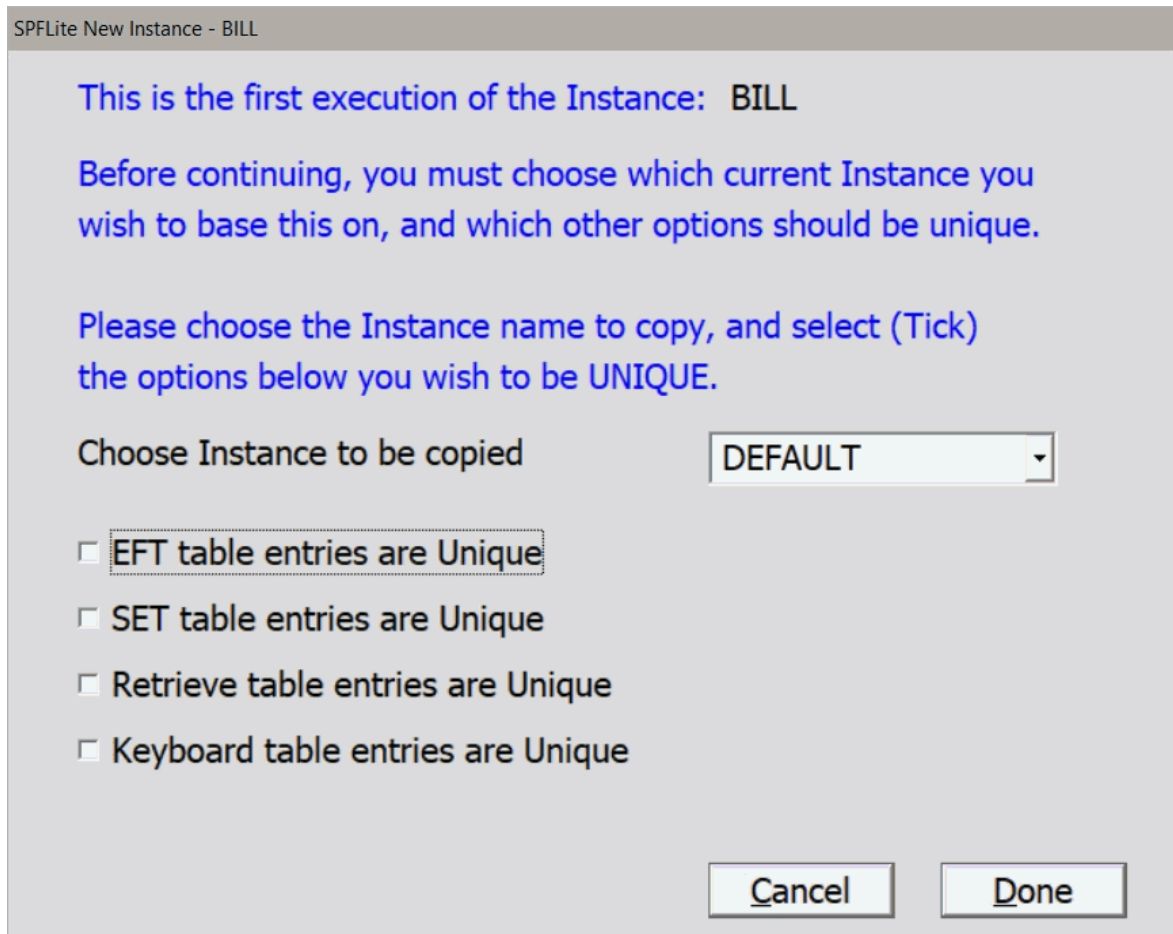 SPFLite New Instance - BILL
This is the first execution of the Instance: BILL
Before continuing, you must choose which current Instance you
wish to base this on, and which other options should be unique.
Please choose the Instance name to copy, and select (Tick)
the options below you wish to be UNIQUE.
Choose Instance to be copied DEFAULT
EFT table entries are Unique
SET table entries are Unique
Retrieve table entries are Unique
Keyboard table entries are Unique
Cancel Done